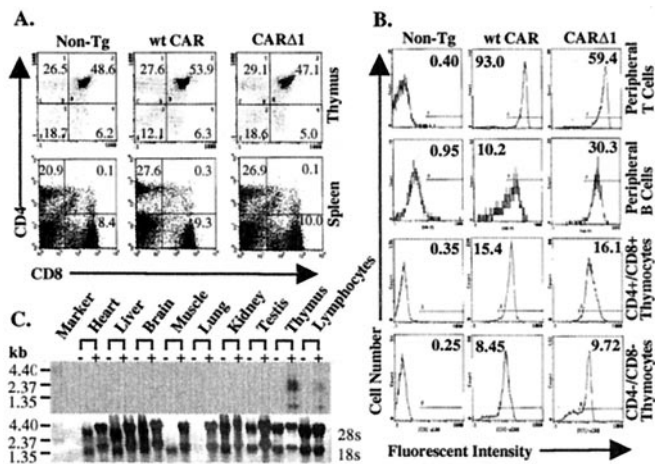 A.
Non-Tg wt CAR CARΔ1
26.5 48.6 27.6 53.9 29.1 47.1
18.7 6.2 12.1 6.3 18.6 5.0
Thymus
20.9 0.1 27.6 0.3 26.9 0.1
8.4 9.3 10.0
Spleen
CD4
CD8
B.
Non-Tg wt CAR CARΔ1
0.40 93.0 59.4
Peripheral
T Cells
0.95 10.2 30.3
Peripheral
B Cells
0.35 15.4 16.1
CD4+/CD8+
Thymocytes
0.25 8.45 9.72
CD4-/CD8-
Thymocytes
Cell Number
Fluorescent Intensity
C.
Marker Heart Liver Brain Muscle Lung Kidney Testis Thymus Lymphocytes
kb - + - + - + - + - + - + - + - + - +
4.40
2.37
1.35
4.40
2.37 28s
1.35 18s